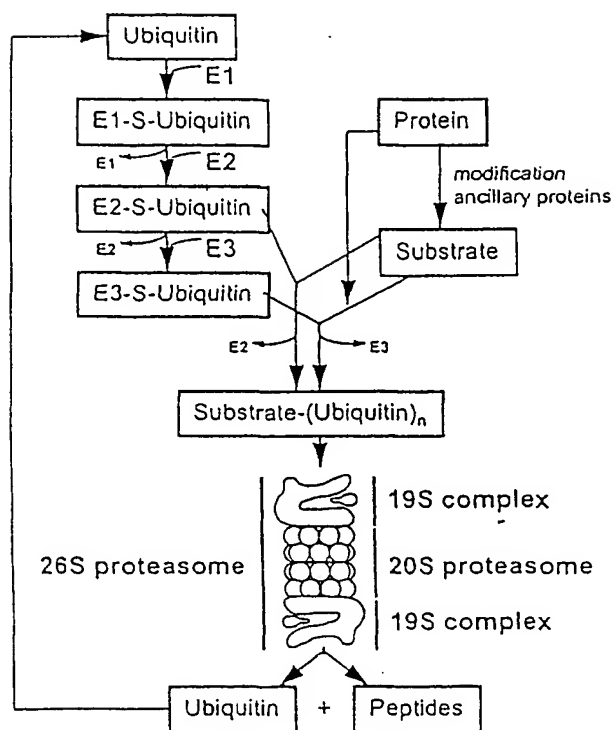 Ubiquitin
E1
E1-S-Ubiquitin
Protein
E1
E2
modification
ancillary proteins
E2-S-Ubiquitin
Substrate
E2
E3
E3-S-Ubiquitin
E2
E3
Substrate-(Ubiquitin)n
19S complex
26S proteasome
20S proteasome
19S complex
Ubiquitin + Peptides